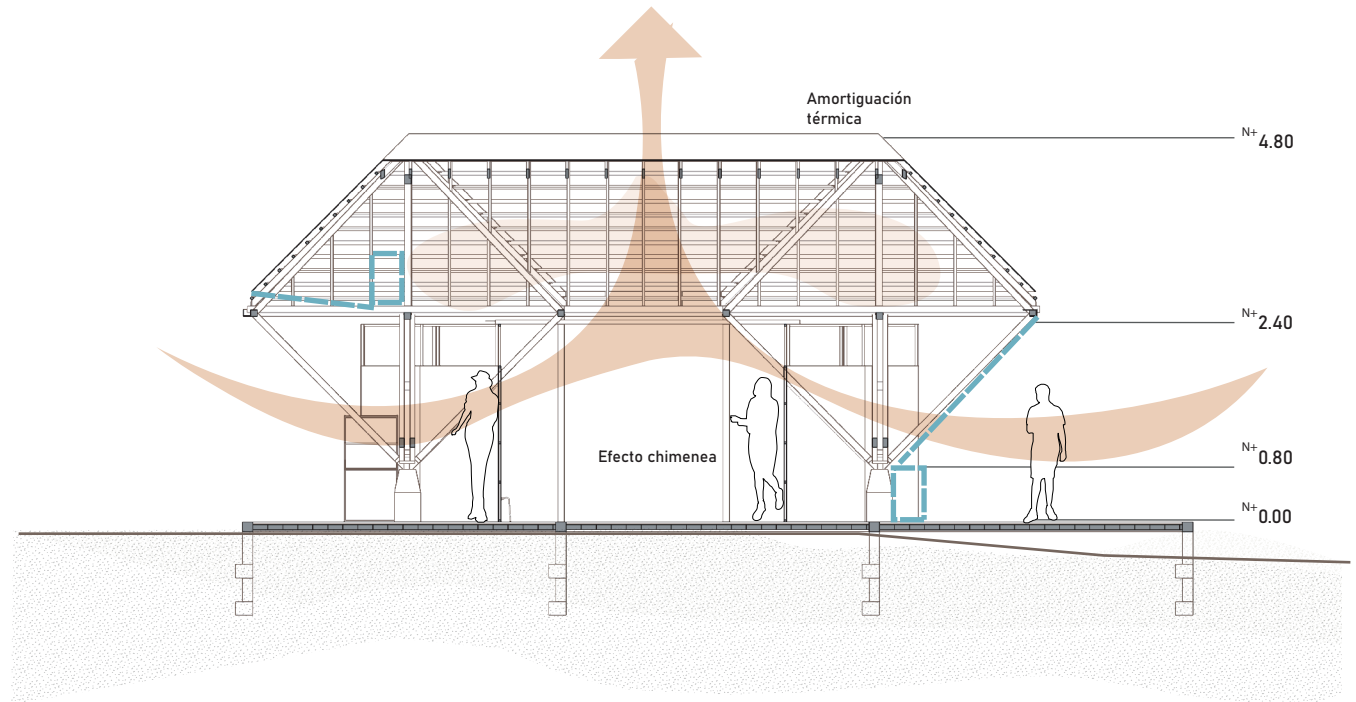 Amortiguación
térmica
N+ 4.80
N+ 2.40
Efecto chimenea
N+ 0.80
N+ 0.00